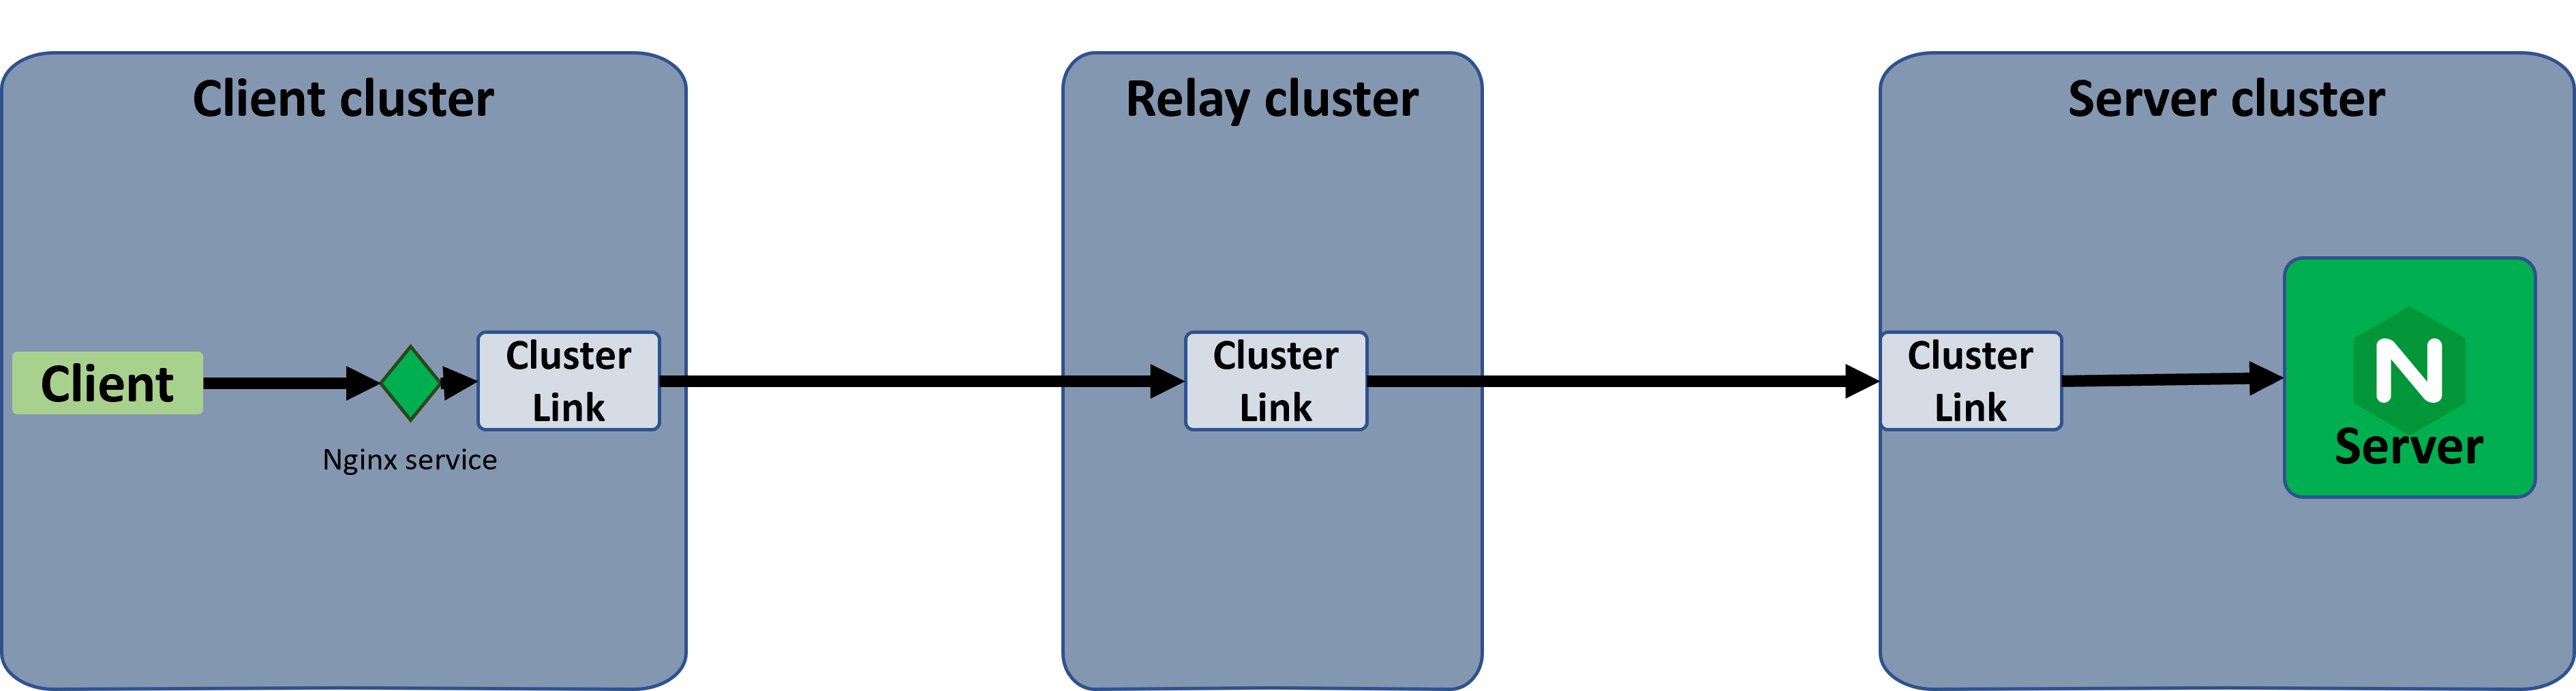 Client cluster
Relay cluster
Server cluster
Client
Nginx service
Cluster
Link
Cluster
Link
Cluster
Link
N
Server